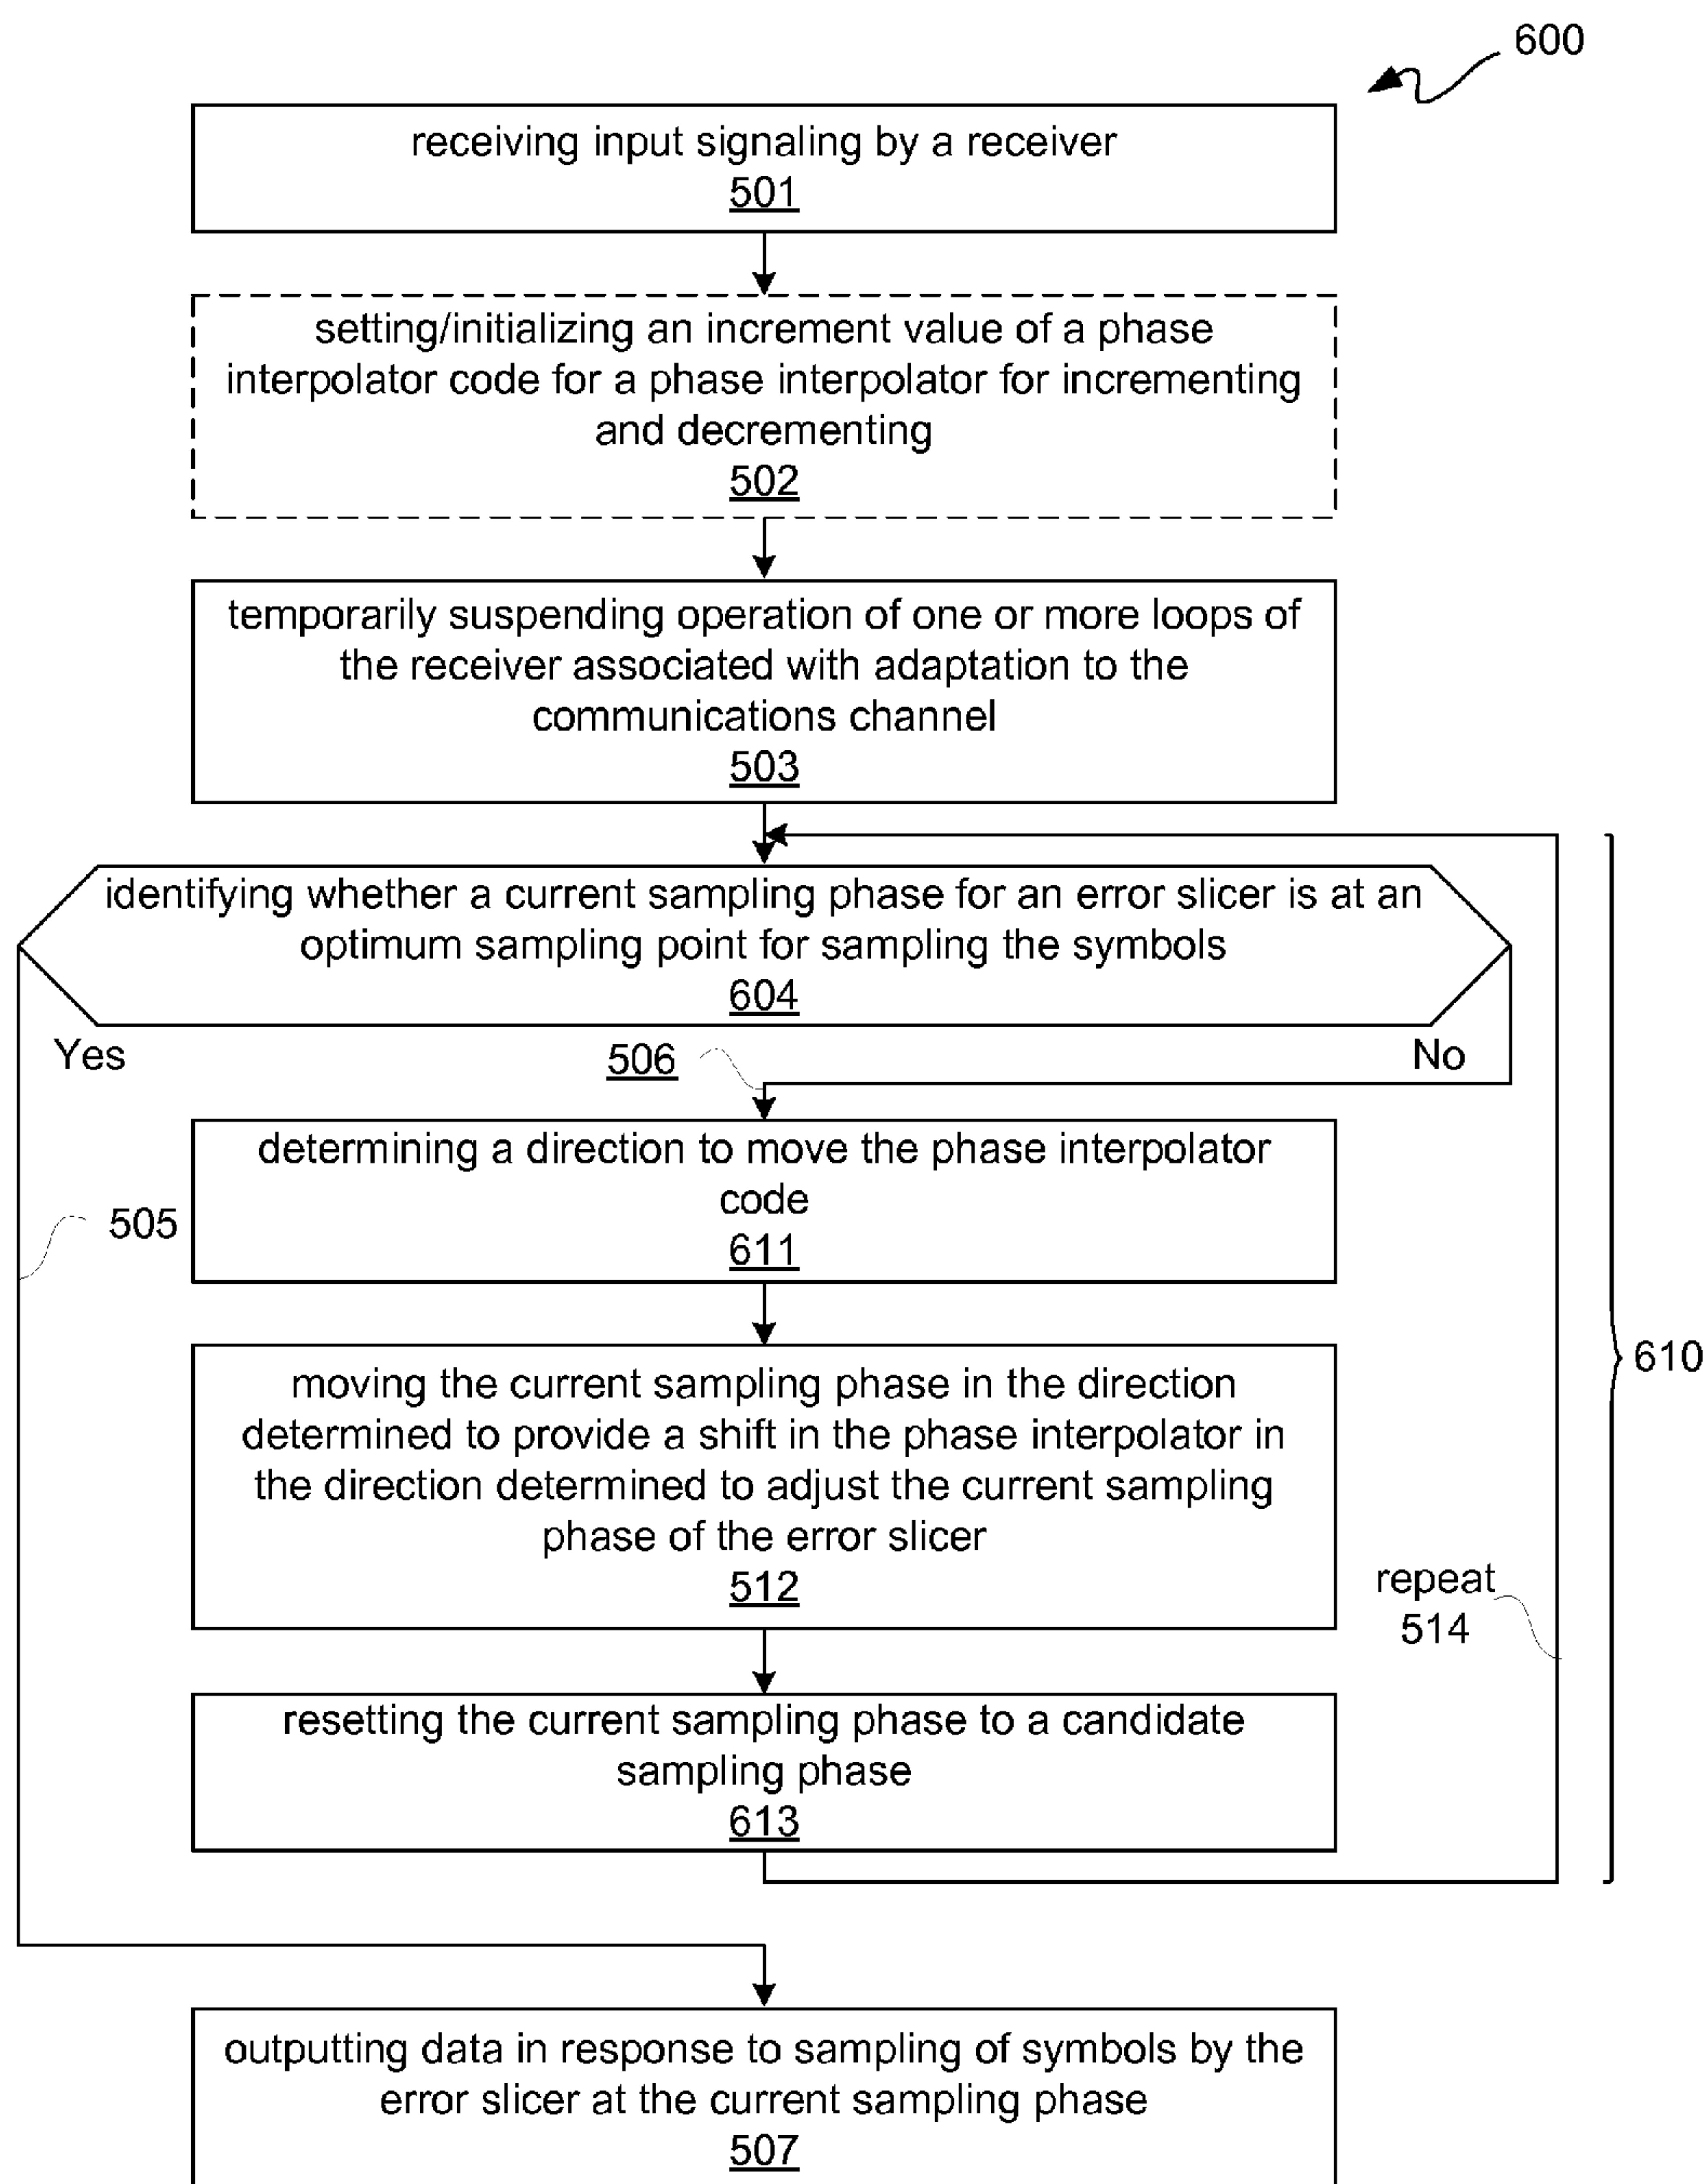 600
receiving input signaling by a receiver
501
setting/initializing an increment value of a phase
interpolator code for a phase interpolator for incrementing
and decrementing
502
temporarily suspending operation of one or more loops of
the receiver associated with adaptation to the
communications channel
503
identifying whether a current sampling phase for an error slicer is at an
optimum sampling point for sampling the symbols
604
Yes
506
No
determining a direction to move the phase interpolator
code
611
505
moving the current sampling phase in the direction
determined to provide a shift in the phase interpolator in
the direction determined to adjust the current sampling
phase of the error slicer
512
610
repeat
514
resetting the current sampling phase to a candidate
sampling phase
613
outputting data in response to sampling of symbols by the
error slicer at the current sampling phase
507